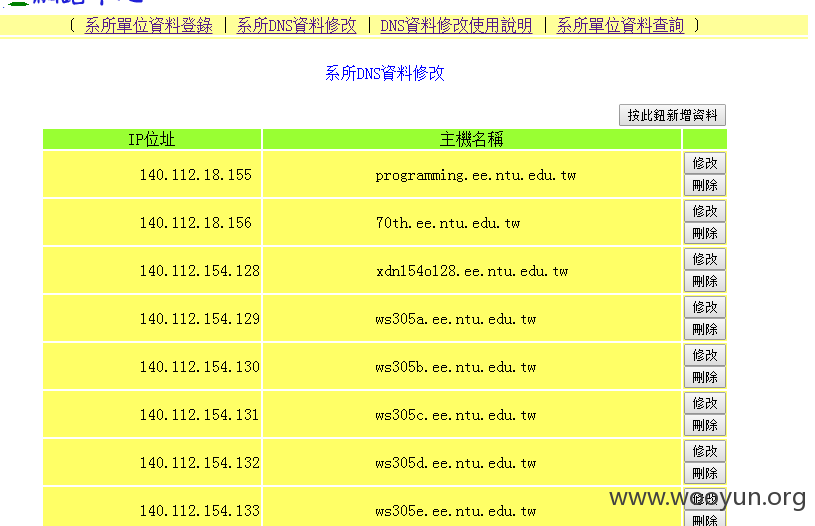 〔 系所單位資料登錄 | 系所DNS資料修改 | DNS資料修改使用說明 | 系所單位資料查詢 〕
系所DNS資料修改
按此鈕新增資料
IP位址 主機名稱
140.112.18.155 programming.ee.ntu.edu.tw 修改
刪除
140.112.18.156 70th.ee.ntu.edu.tw 修改
刪除
140.112.154.128 xdn154o128.ee.ntu.edu.tw 修改
刪除
140.112.154.129 ws305a.ee.ntu.edu.tw 修改
刪除
140.112.154.130 ws305b.ee.ntu.edu.tw 修改
刪除
140.112.154.131 ws305c.ee.ntu.edu.tw 修改
刪除
140.112.154.132 ws305d.ee.ntu.edu.tw 修改
刪除
140.112.154.133 ws305e.ee.ntu.edu.tw 修改
刪除
www.wooyun.org